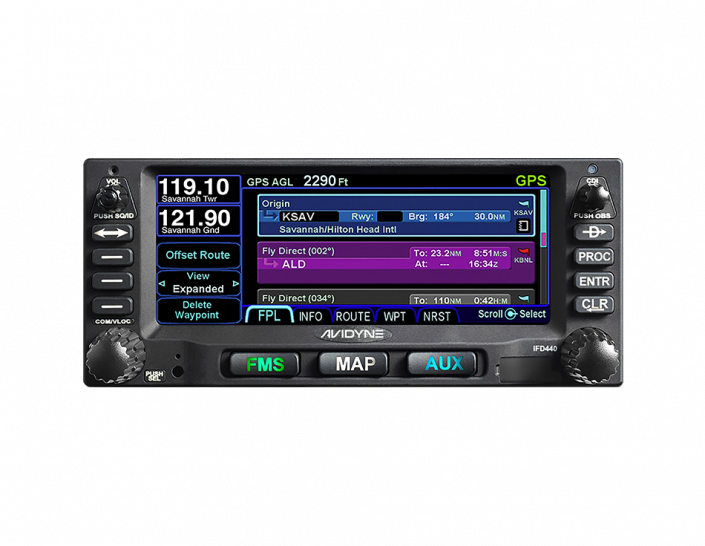 VOL
PUSH SQ/ID
COM/VLOC
PUSH
SEL
119.10
Savannah Twr
121.90
Savannah Gnd
Offset Route
View
Expanded
Delete
Waypoint
GPS AGL 2290 Ft GPS
Origin
KSAV Rwy: Brg: 184° 30.0NM
Savannah/Hilton Head Intl
KSAV
Fly Direct (002°) To: 23.2NM 8:51M:S
ALD At: --- 16:34Z
KBNL
Fly Direct (034°) To: 110NM 0:42H:M
FPL INFO ROUTE WPT NRST Scroll Select
AVIDYNE
IFD440
FMS MAP AUX
CDI
PUSH OBS
D
PROC
ENTR
CLR